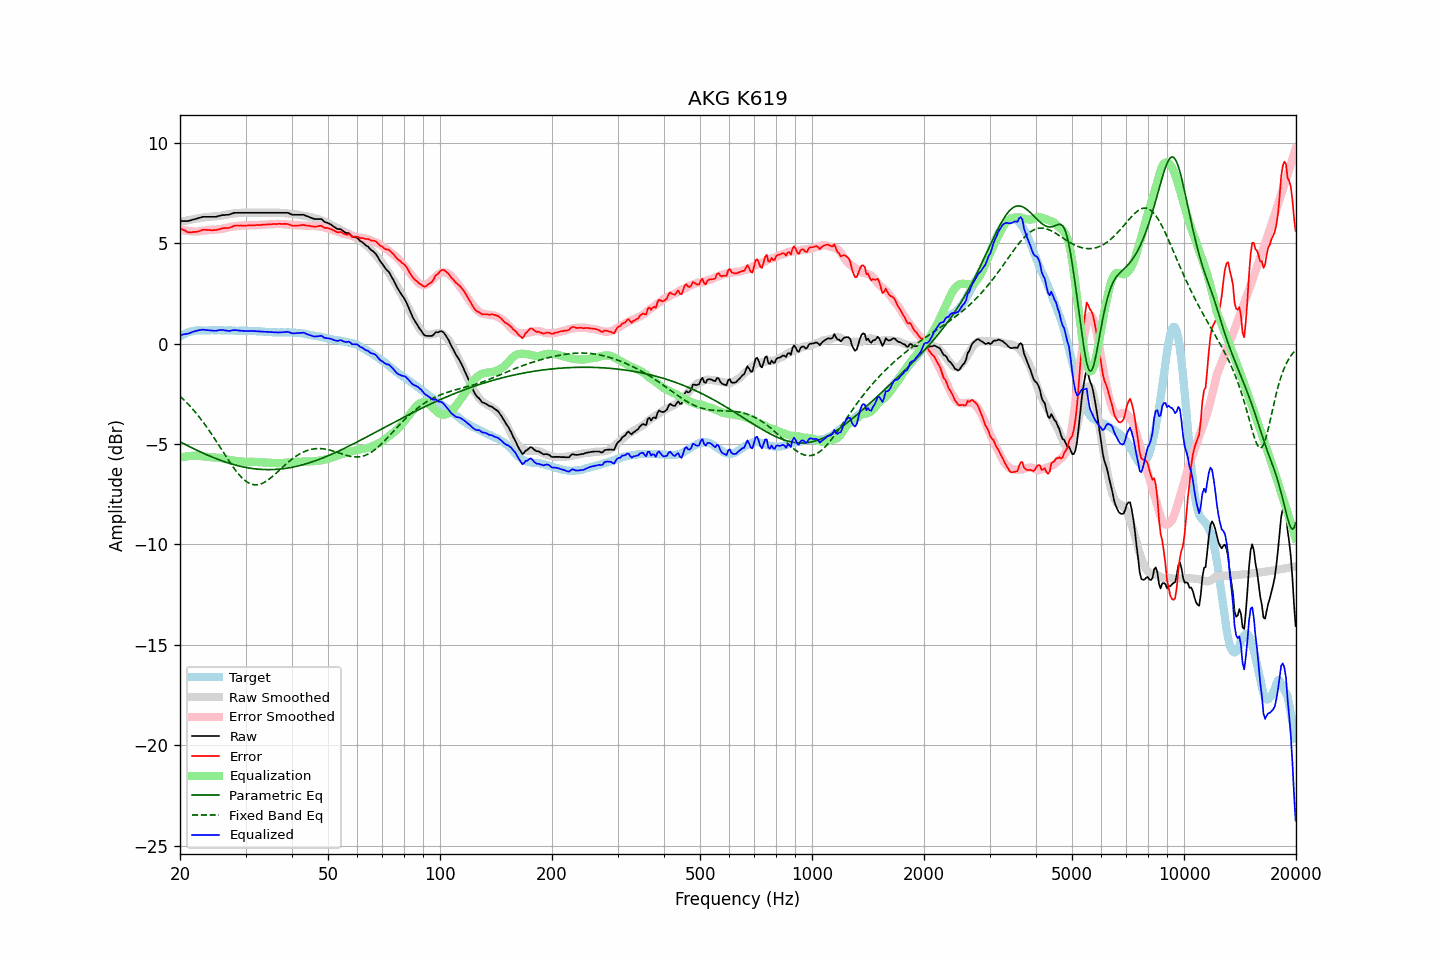 AKG K619
10
5
0
−5
−10
−15
−20
−25
Amplitude (dBr)
Target
Raw Smoothed
Error Smoothed
Raw
Error
Equalization
Parametric Eq
Fixed Band Eq
Equalized
20 50 100 200 500 1000 2000 5000 10000 20000
Frequency (Hz)